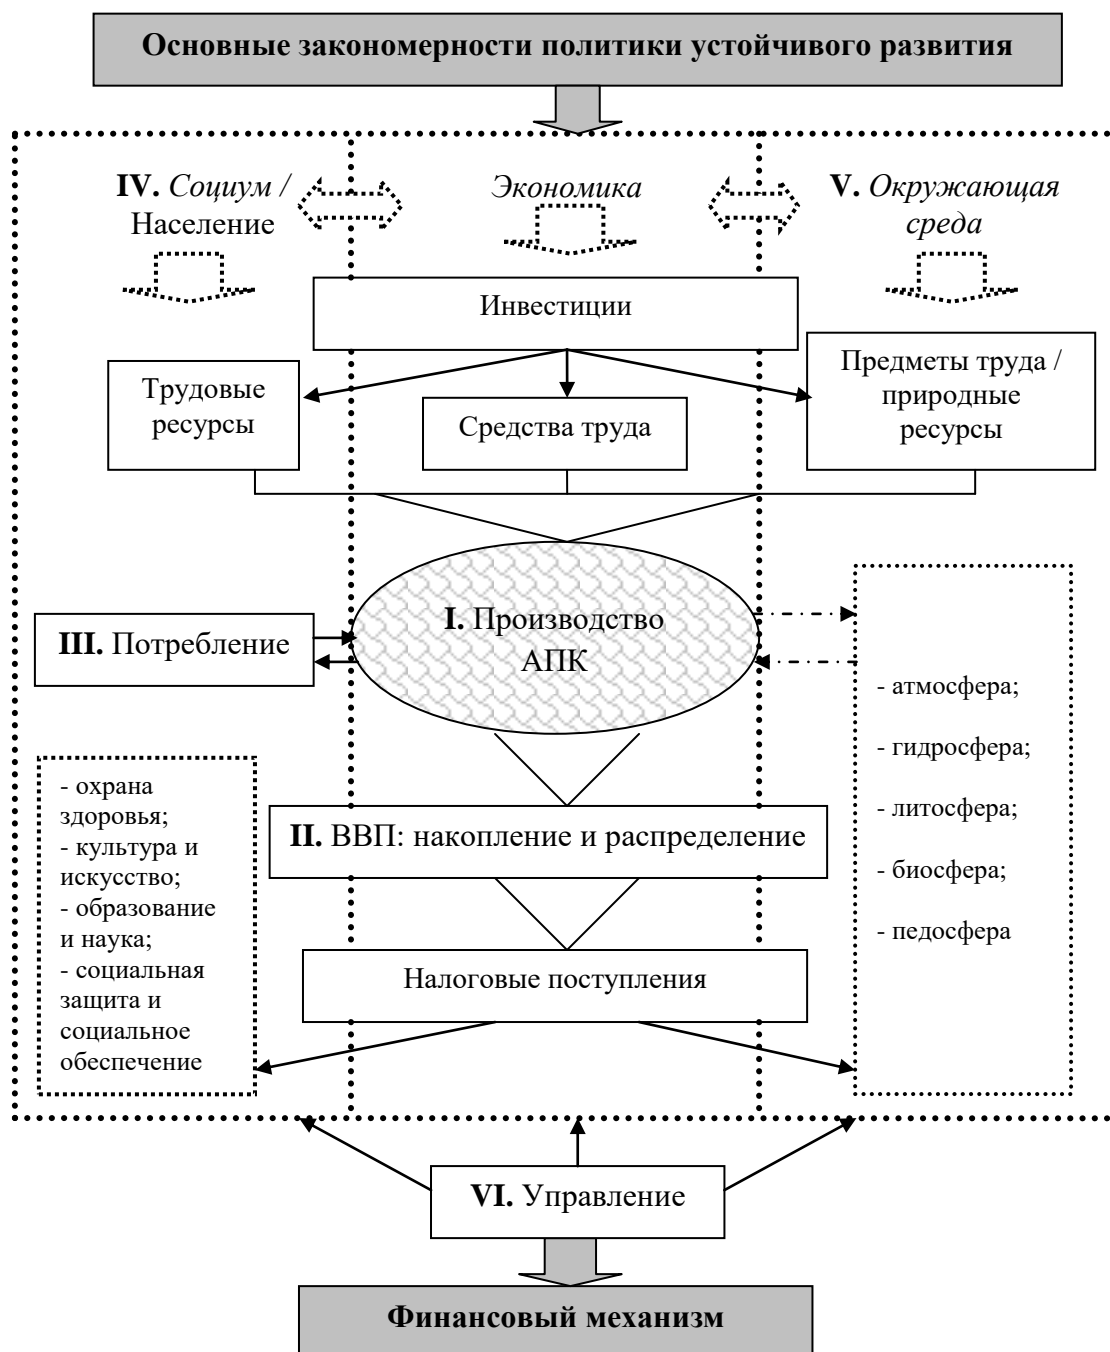 Основные закономерности политики устойчивого развития
IV. Социум /
Население
Экономика
V. Окружающая
среда
Инвестиции
Трудовые
ресурсы
Средства труда
Предметы труда /
природные
ресурсы
I. Производство
АПК
III. Потребление
- атмосфера;
- гидросфера;
- литосфера;
- биосфера;
- педосфера
- охрана
здоровья;
- культура и
искусство;
- образование
и наука;
- социальная
защита и
социальное
обеспечение
II. ВВП: накопление и распределение
Налоговые поступления
VI. Управление
Финансовый механизм